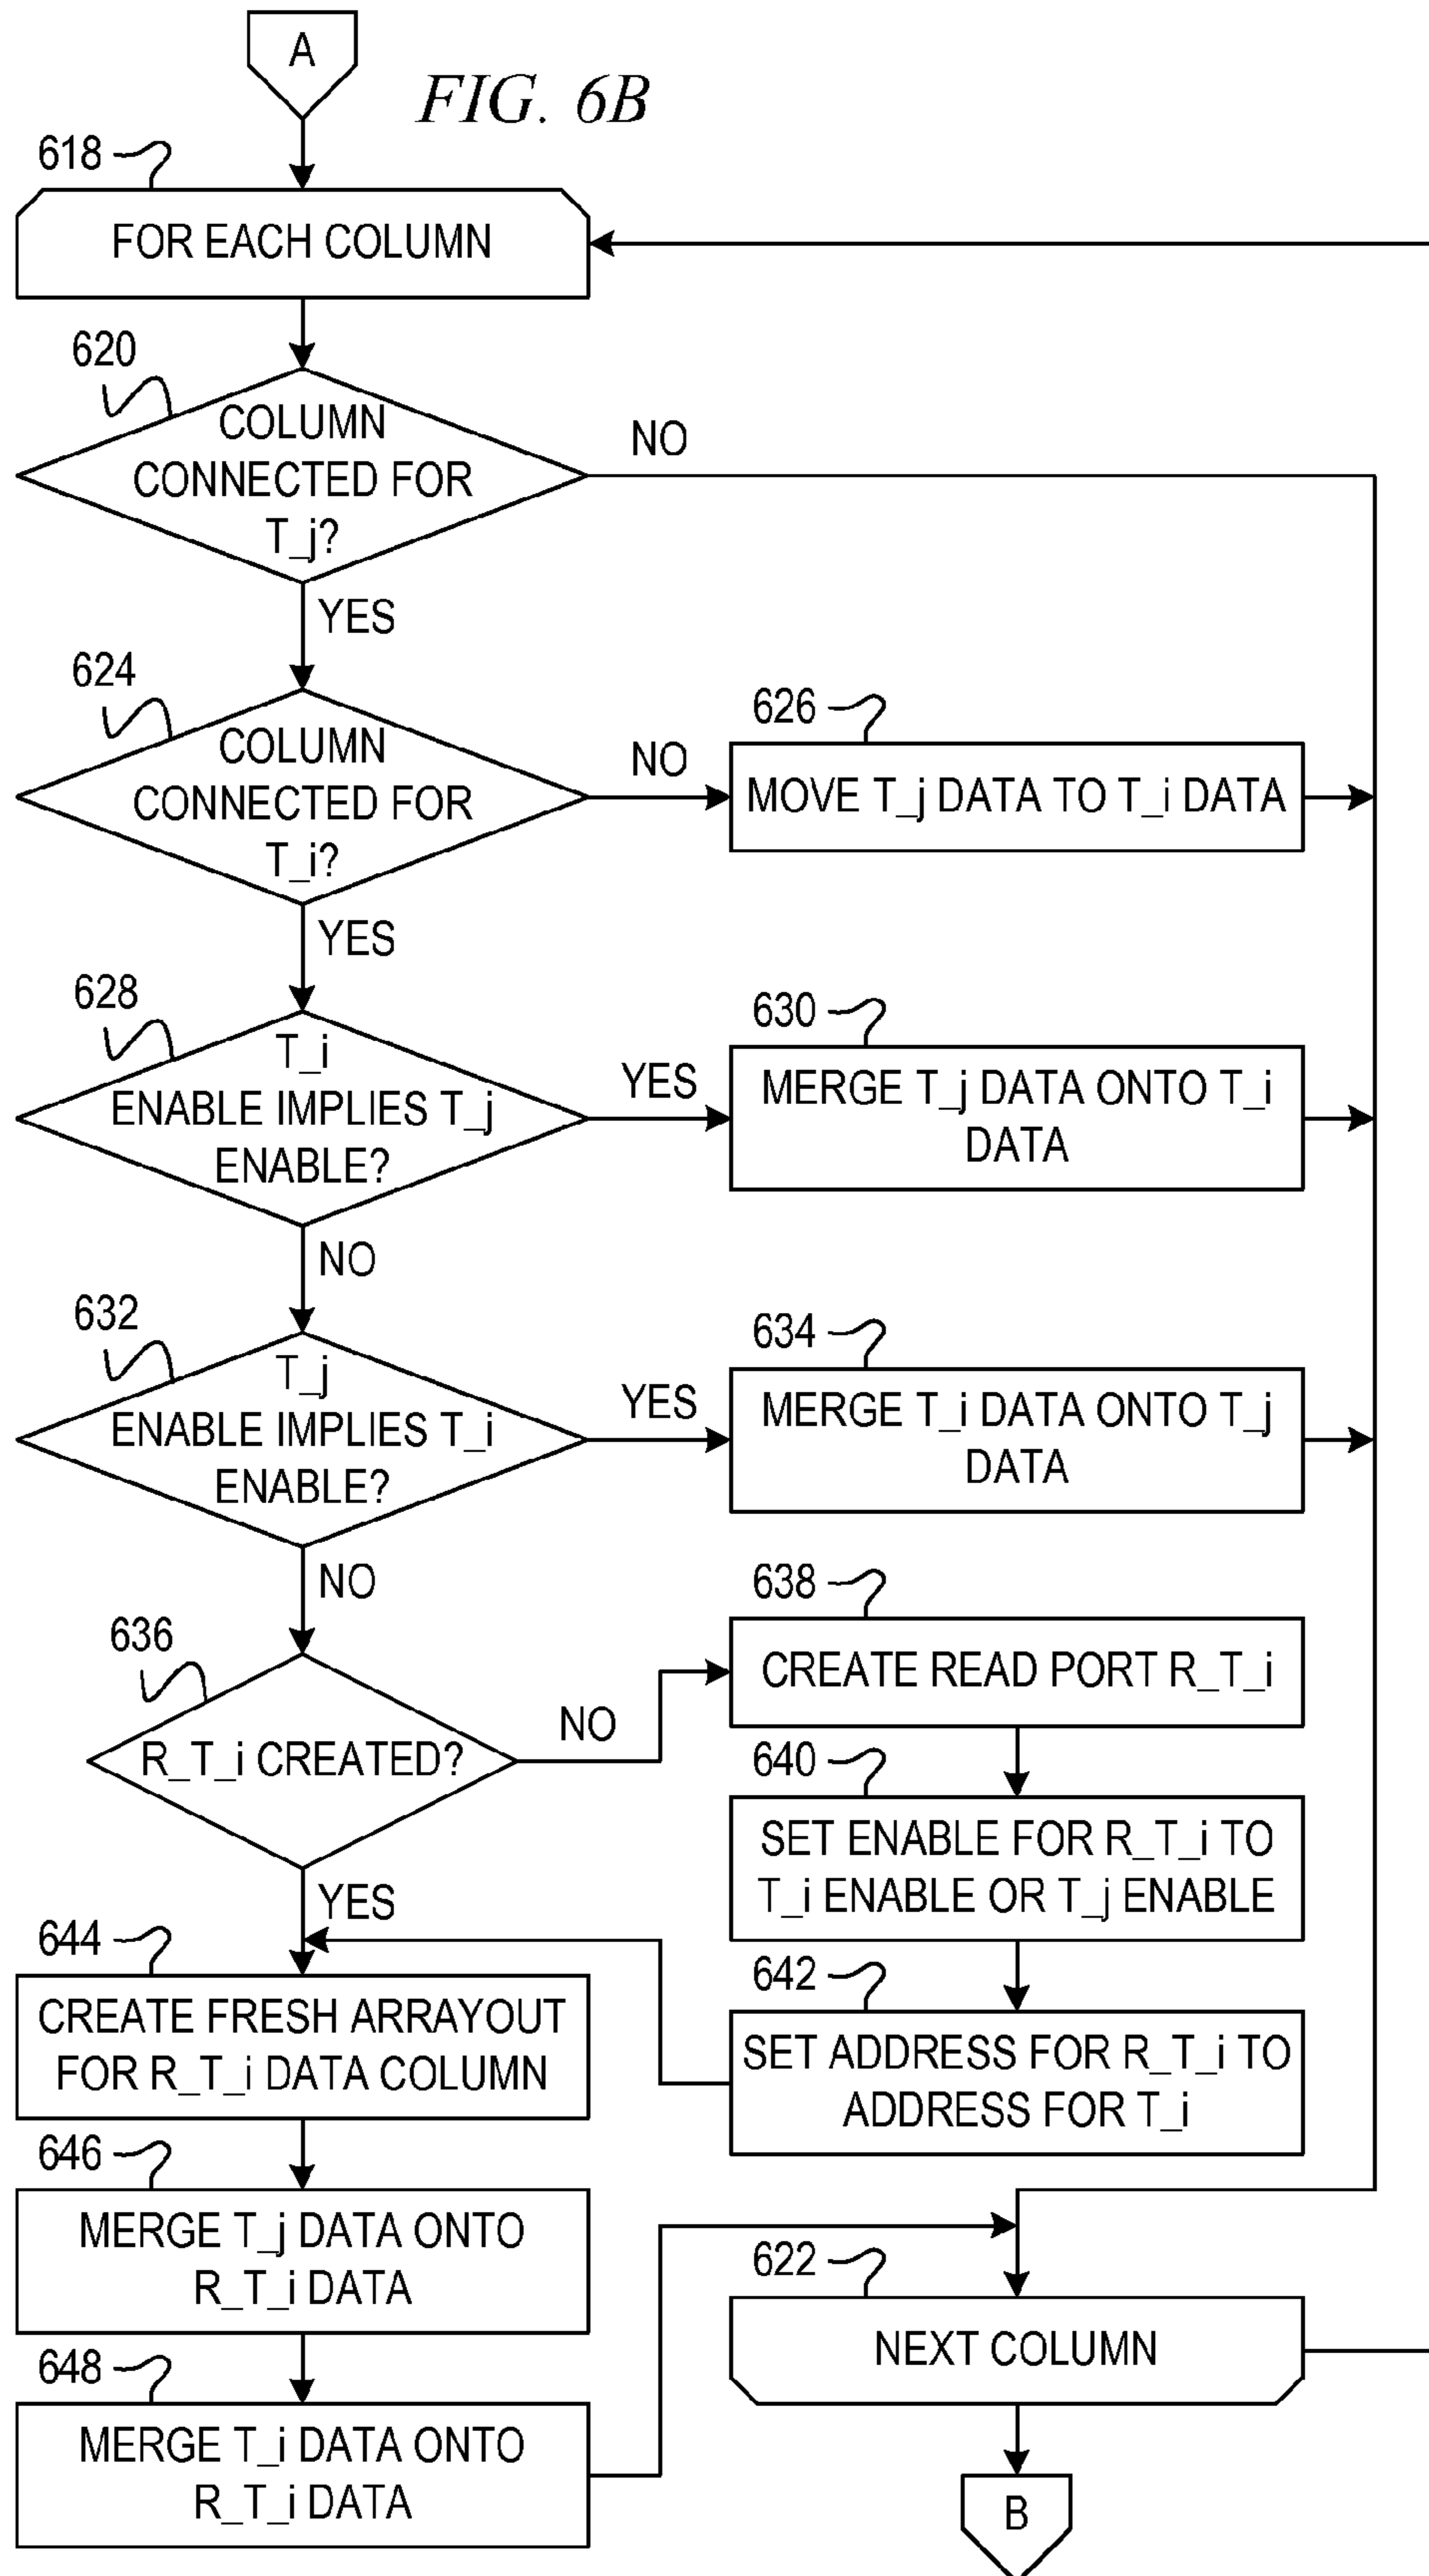 A
FIG. 6B
618
FOR EACH COLUMN
620
COLUMN
CONNECTED FOR
T_j?
NO
YES
624
COLUMN
CONNECTED FOR
T_i?
NO
626
MOVE T_j DATA TO T_i DATA
YES
628
T_i
ENABLE IMPLIES T_j
ENABLE?
YES
630
MERGE T_j DATA ONTO T_i
DATA
NO
632
T_j
ENABLE IMPLIES T_i
ENABLE?
YES
634
MERGE T_i DATA ONTO T_j
DATA
NO
636
R_T_i CREATED?
NO
638
CREATE READ PORT R_T_i
640
SET ENABLE FOR R_T_i TO
T_i ENABLE OR T_j ENABLE
642
SET ADDRESS FOR R_T_i TO
ADDRESS FOR T_i
YES
644
CREATE FRESH ARRAYOUT
FOR R_T_i DATA COLUMN
646
MERGE T_j DATA ONTO
R_T_i DATA
648
MERGE T_i DATA ONTO
R_T_i DATA
622
NEXT COLUMN
B